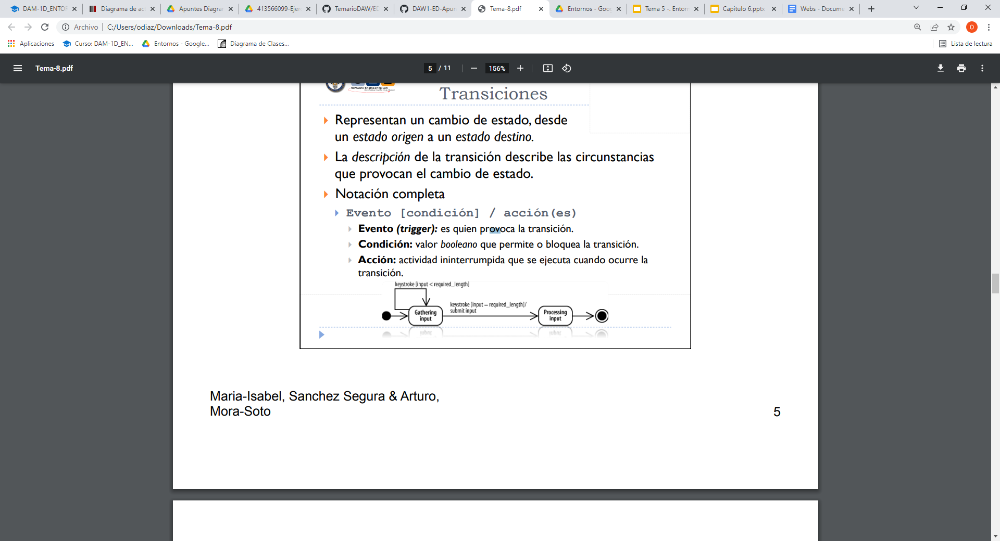 DAM-1D_ENTOR
Diagrama de ac
Apuntes Diagra
413566099-Ejer
TemarioDAW/ED
DAW1-ED-Apun
Tema-8.pdf
Entornos - Goog
Tema 5 -. Entorn
Capitulo 6.pptx
Webs - Docume
Archivo C:/Users/odiaz/Downloads/Tema-8.pdf
O
Aplicaciones
Curso: DAM-1D_EN...
Entornos - Google...
Diagrama de Clases...
Lista de lectura
Tema-8.pdf
5 / 11
156%
Software Engineering Lab
Transiciones
Representan un cambio de estado, desde
un estado origen a un estado destino.
La descripción de la transición describe las circunstancias
que provocan el cambio de estado.
Notación completa
Evento [condición] / acción(es)
Evento (trigger): es quien provoca la transición.
Condición: valor booleano que permite o bloquea la transición.
Acción: actividad ininterrumpida que se ejecuta cuando ocurre la
transición.
keystroke [input < required_length]
keystroke [input = required_length]/
submit input
Gathering
input
Processing
input
Maria-Isabel, Sanchez Segura & Arturo,
Mora-Soto
5